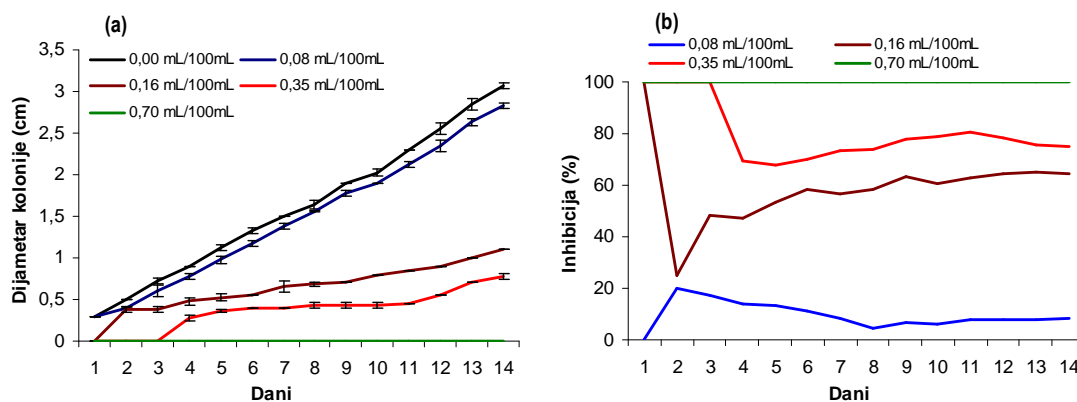 (a)
0,00 mL/100mL
0,08 mL/100mL
0,16 mL/100mL
0,35 mL/100mL
0,70 mL/100mL
Dijametar kolonije (cm)
3,5
3
2,5
2
1,5
1
0,5
0
1 2 3 4 5 6 7 8 9 10 11 12 13 14
Dani
(b)
0,08 mL/100mL
0,16 mL/100mL
0,35 mL/100mL
0,70 mL/100mL
Inhibicija (%)
100
80
60
40
20
0
1 2 3 4 5 6 7 8 9 10 11 12 13 14
Dani